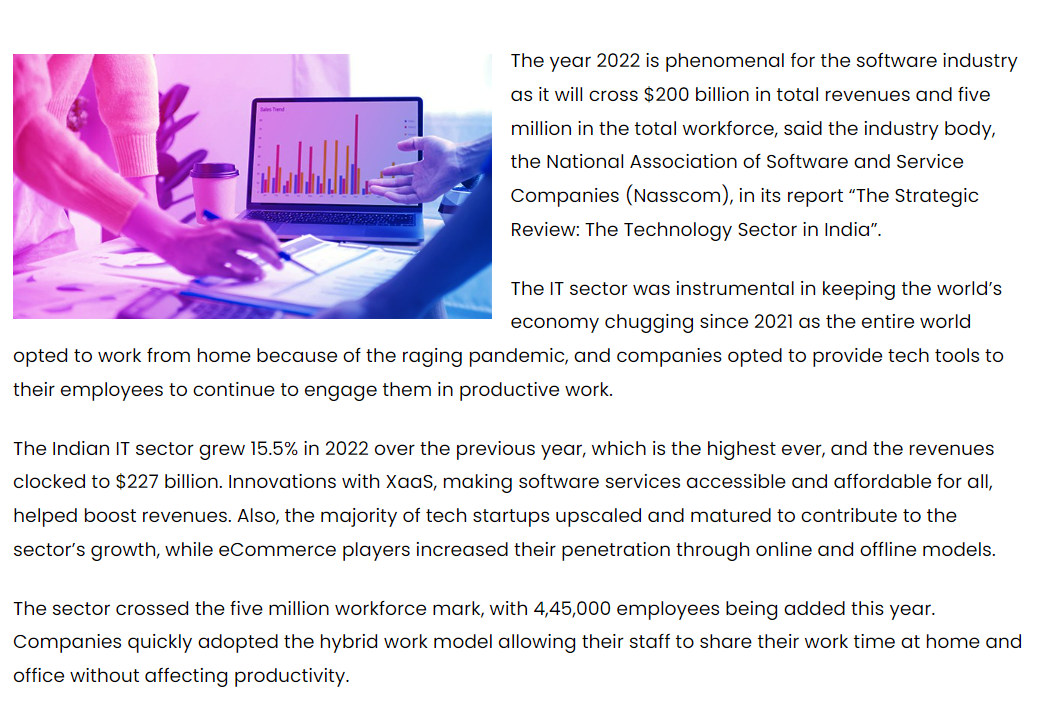 Sales Trend
The year 2022 is phenomenal for the software industry
as it will cross $200 billion in total revenues and five
million in the total workforce, said the industry body,
the National Association of Software and Service
Companies (Nasscom), in its report “The Strategic
Review: The Technology Sector in India”.
The IT sector was instrumental in keeping the world’s
economy chugging since 2021 as the entire world
opted to work from home because of the raging pandemic, and companies opted to provide tech tools to
their employees to continue to engage them in productive work.
The Indian IT sector grew 15.5% in 2022 over the previous year, which is the highest ever, and the revenues
clocked to $227 billion. Innovations with XaaS, making software services accessible and affordable for all,
helped boost revenues. Also, the majority of tech startups upscaled and matured to contribute to the
sector’s growth, while eCommerce players increased their penetration through online and offline models.
The sector crossed the five million workforce mark, with 4,45,000 employees being added this year.
Companies quickly adopted the hybrid work model allowing their staff to share their work time at home and
office without affecting productivity.